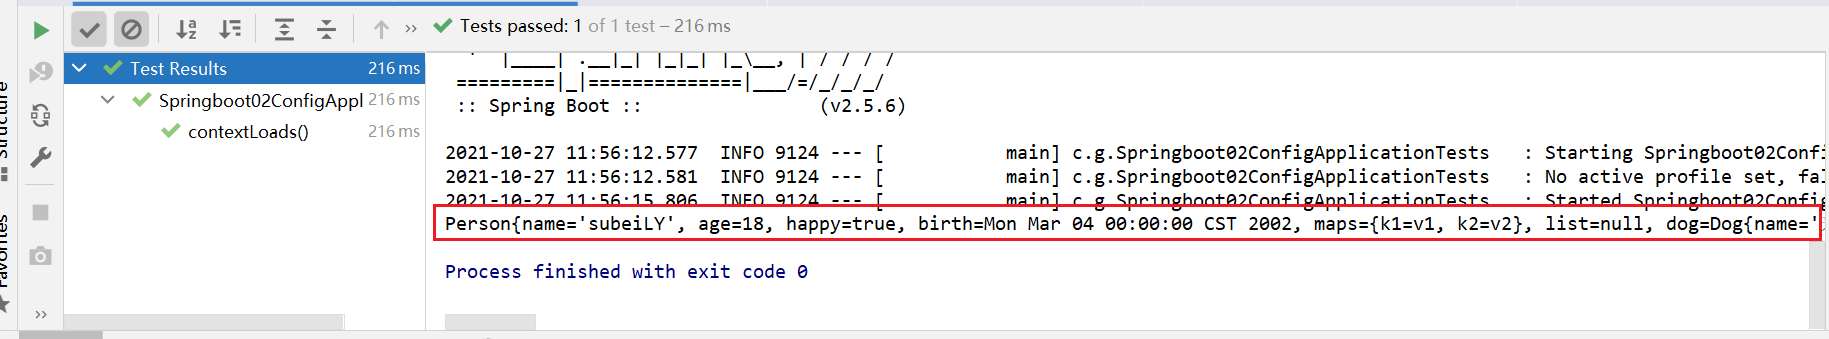 Tests passed: 1 of 1 test – 216 ms
Test Results 216 ms
Springboot02ConfigAppl 216 ms
contextLoads() 216 ms
Structure
Favorites
|____| .__|_| |_|_| |_\__, | / / / /
=========|_|==============|___/=/_/_/_/
:: Spring Boot :: (v2.5.6)
2021-10-27 11:56:12.577 INFO 9124 --- [ main] c.g.Springboot02ConfigApplicationTests : Starting Springboot02Confi
2021-10-27 11:56:12.581 INFO 9124 --- [ main] c.g.Springboot02ConfigApplicationTests : No active profile set, fal
2021-10-27 11:56:15.806 INFO 9124 --- [ main] c.g.Springboot02ConfigApplicationTests : Started Springboot02Config
Person{name='subeiLY', age=18, happy=true, birth=Mon Mar 04 00:00:00 CST 2002, maps={k1=v1, k2=v2}, list=null, dog=Dog{name='
Process finished with exit code 0